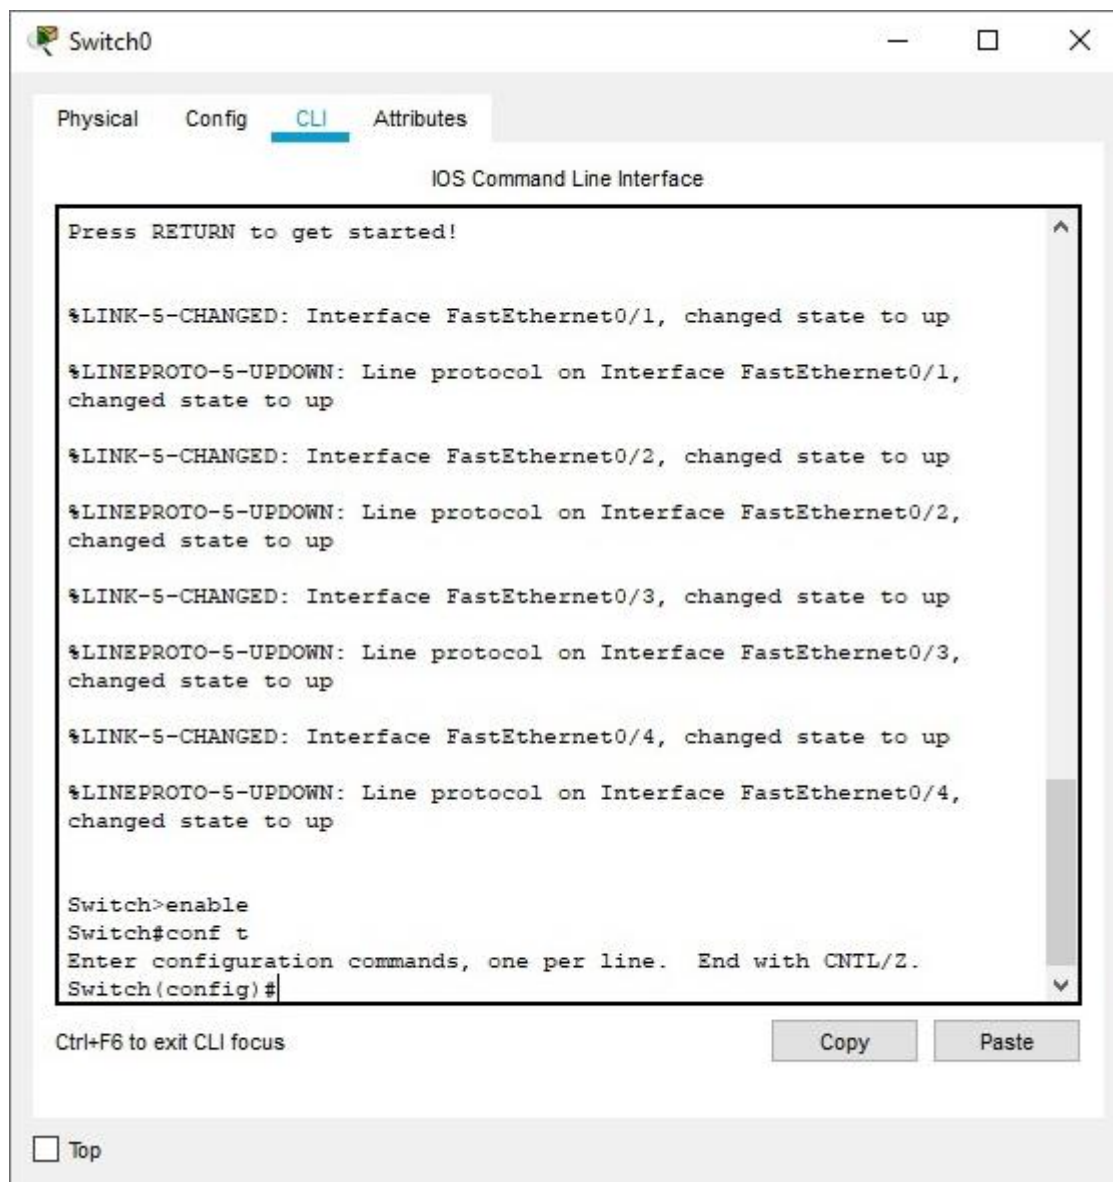 Switch0
Physical Config CLI Attributes
IOS Command Line Interface
Press RETURN to get started!
%LINK-5-CHANGED: Interface FastEthernet0/1, changed state to up
%LINEPROTO-5-UPDOWN: Line protocol on Interface FastEthernet0/1,
changed state to up
%LINK-5-CHANGED: Interface FastEthernet0/2, changed state to up
%LINEPROTO-5-UPDOWN: Line protocol on Interface FastEthernet0/2,
changed state to up
%LINK-5-CHANGED: Interface FastEthernet0/3, changed state to up
%LINEPROTO-5-UPDOWN: Line protocol on Interface FastEthernet0/3,
changed state to up
%LINK-5-CHANGED: Interface FastEthernet0/4, changed state to up
%LINEPROTO-5-UPDOWN: Line protocol on Interface FastEthernet0/4,
changed state to up
Switch>enable
Switch#conf t
Enter configuration commands, one per line.  End with CNTL/Z.
Switch(config)#
Ctrl+F6 to exit CLI focus Copy Paste
Top